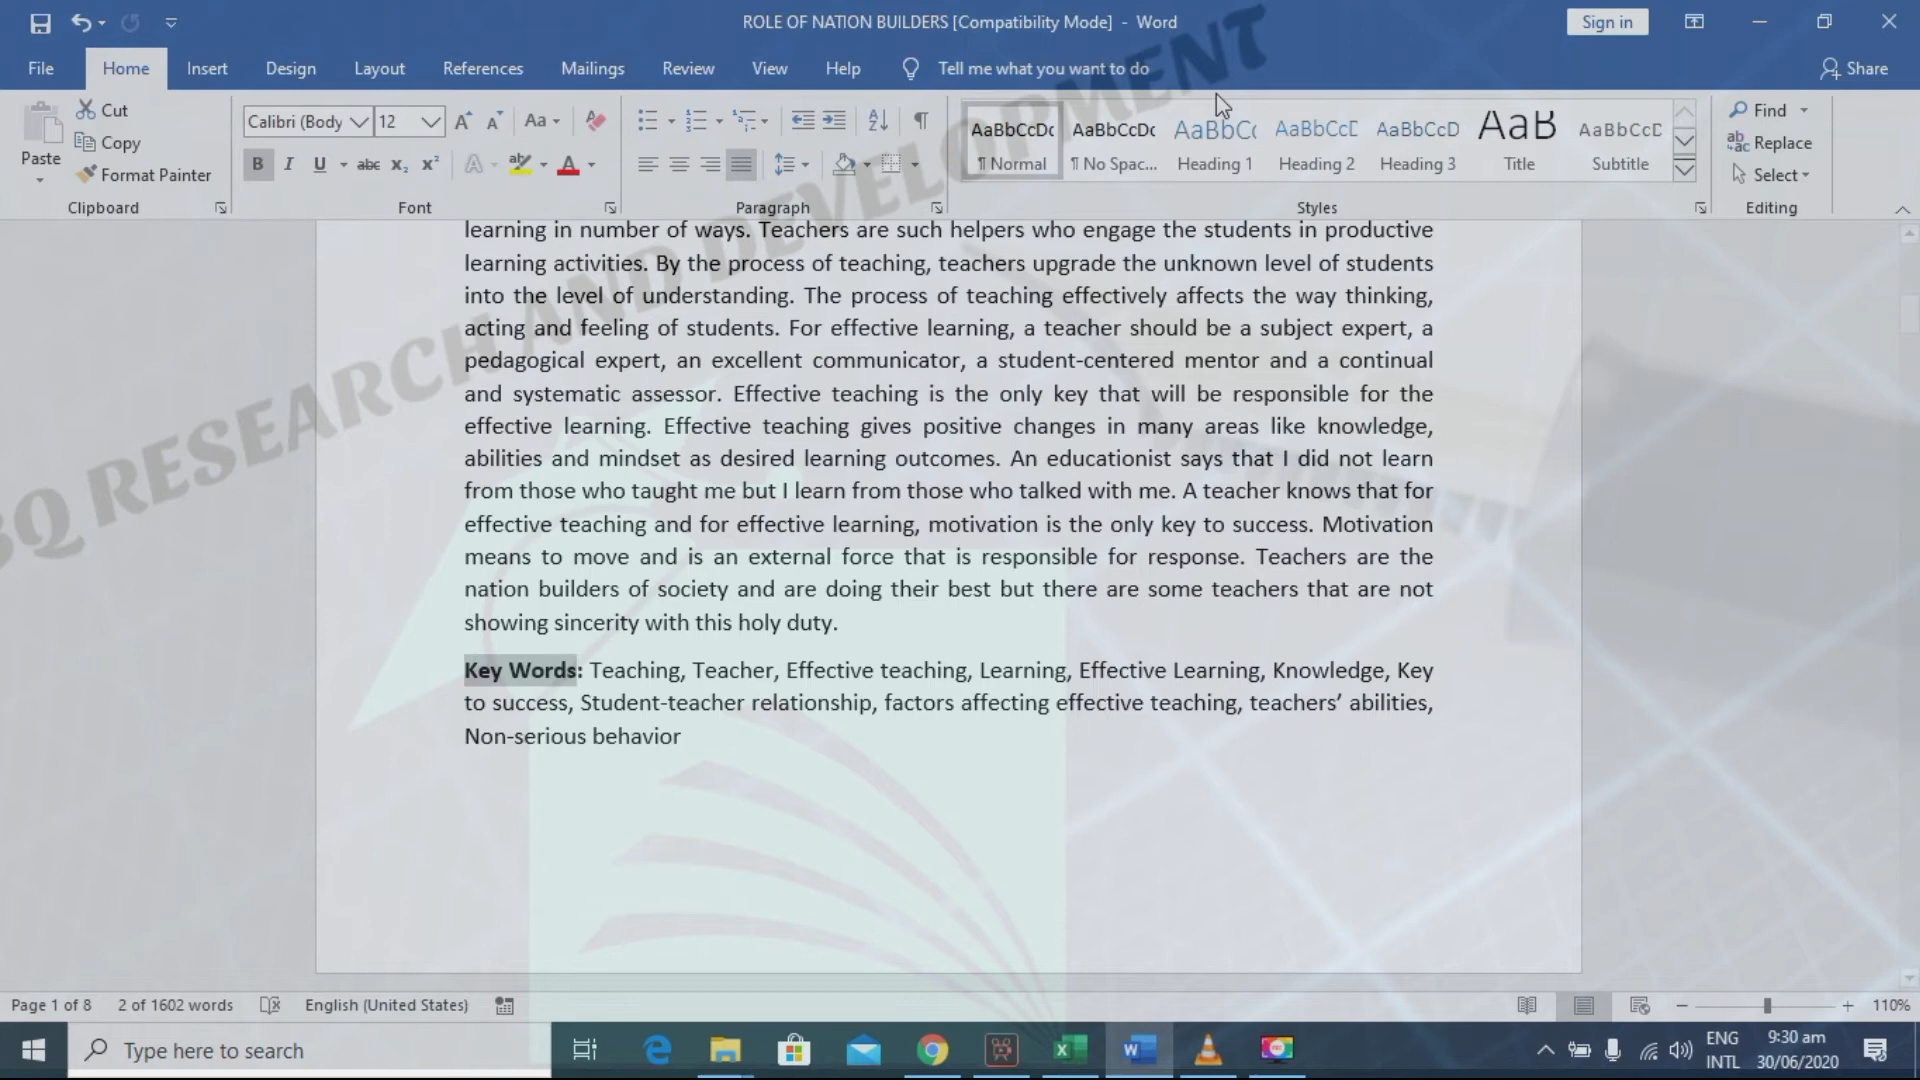 ROLE OF NATION BUILDERS [Compatibility Mode] - Word
Sign in
File Home Insert Design Layout References Mailings Review View Help Tell me what you want to do Share
Paste
Cut
Copy
Format Painter
Clipboard
Calibri (Body 12
Font
Paragraph
AaBbCcDc AaBbCcDc AaBbC( AaBbCcD AaBbCcD AaB AaBbCcD
¶ Normal ¶ No Spac... Heading 1 Heading 2 Heading 3 Title Subtitle
Styles
Find
Replace
Select
Editing
BQ RESEARCH AND DEVELOPMENT
learning in number of ways. Teachers are such helpers who engage the students in productive
learning activities. By the process of teaching, teachers upgrade the unknown level of students
into the level of understanding. The process of teaching effectively affects the way thinking,
acting and feeling of students. For effective learning, a teacher should be a subject expert, a
pedagogical expert, an excellent communicator, a student-centered mentor and a continual
and systematic assessor. Effective teaching is the only key that will be responsible for the
effective learning. Effective teaching gives positive changes in many areas like knowledge,
abilities and mindset as desired learning outcomes. An educationist says that I did not learn
from those who taught me but I learn from those who talked with me. A teacher knows that for
effective teaching and for effective learning, motivation is the only key to success. Motivation
means to move and is an external force that is responsible for response. Teachers are the
nation builders of society and are doing their best but there are some teachers that are not
showing sincerity with this holy duty.
Key Words: Teaching, Teacher, Effective teaching, Learning, Effective Learning, Knowledge, Key
to success, Student-teacher relationship, factors affecting effective teaching, teachers’ abilities,
Non-serious behavior
Page 1 of 8 2 of 1602 words English (United States) 110%
Type here to search
ENG
INTL
9:30 am
30/06/2020